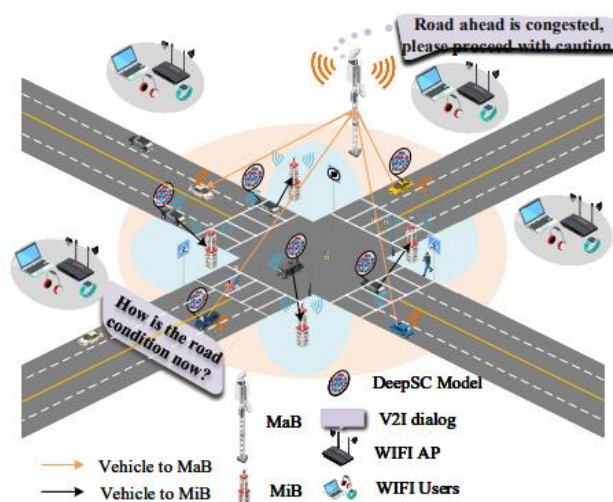 Road ahead is congested,
please proceed with caution.
How is the road
condition now?
DeepSC Model
MaB
V2I dialog
WIFI AP
Vehicle to MaB
Vehicle to MiB
MiB
WIFI Users